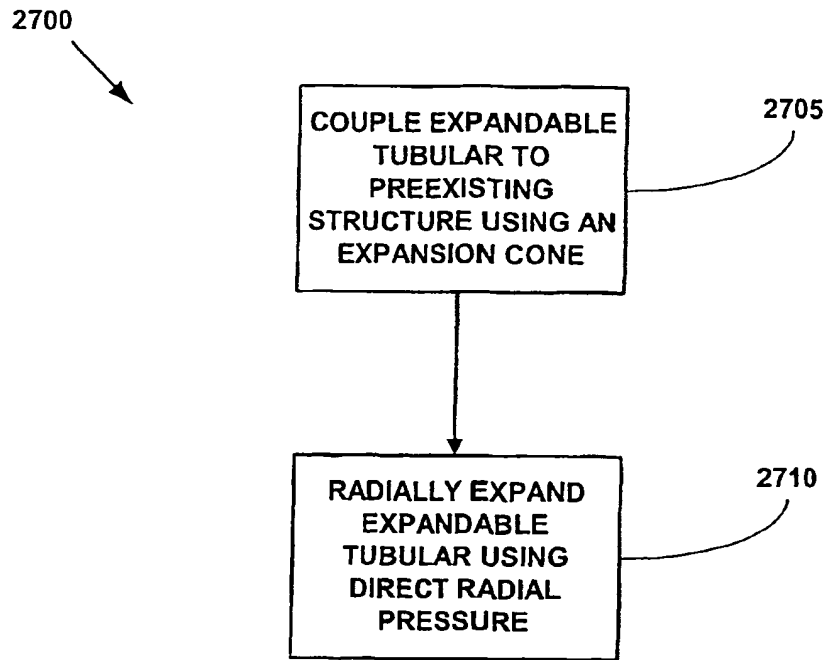 2700
COUPLE EXPANDABLE
TUBULAR TO
PREEXISTING
STRUCTURE USING AN
EXPANSION CONE
2705
RADIALLY EXPAND
EXPANDABLE
TUBULAR USING
DIRECT RADIAL
PRESSURE
2710